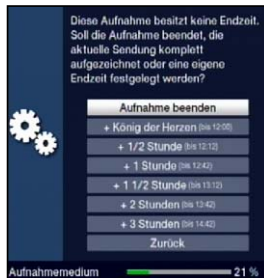 Diese Aufnahme besitzt keine Endzeit.
Soll die Aufnahme beendet, die
aktuelle Sendung komplett
aufgezeichnet oder eine eigene
Endzeit festgelegt werden?
Aufnahme beenden
+ König der Herzen (bis 12:00)
+ 1/2 Stunde (bis 12:12)
+ 1 Stunde (bis 12:42)
+ 1 1/2 Stunde (bis 13:12)
+ 2 Stunden (bis 13:42)
+ 3 Stunden (bis 14:42)
Zurück
Aufnahmemedium 21 %